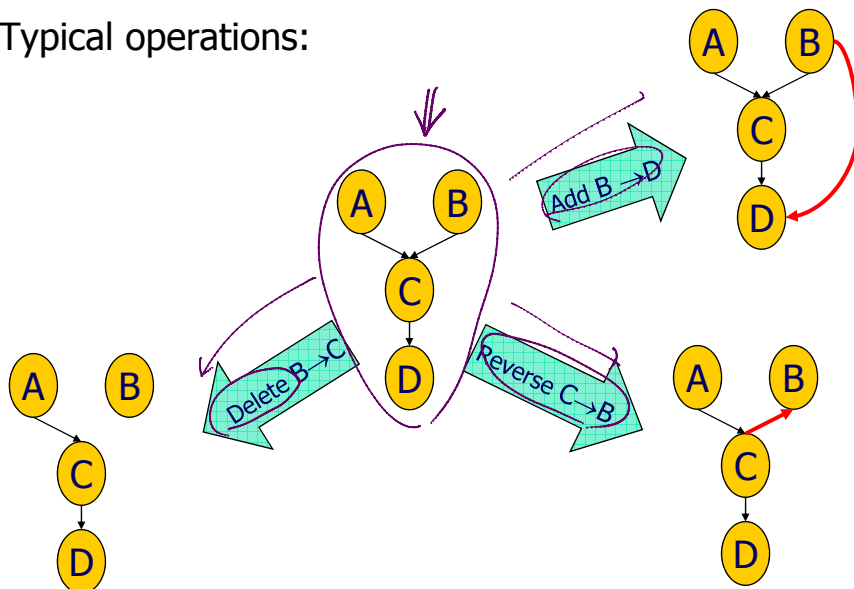 Typical operations:
A B
C
D
Add B→D
A B
C
D
Delete B→C
Reverse C→B
A B
C
D
A B
C
D